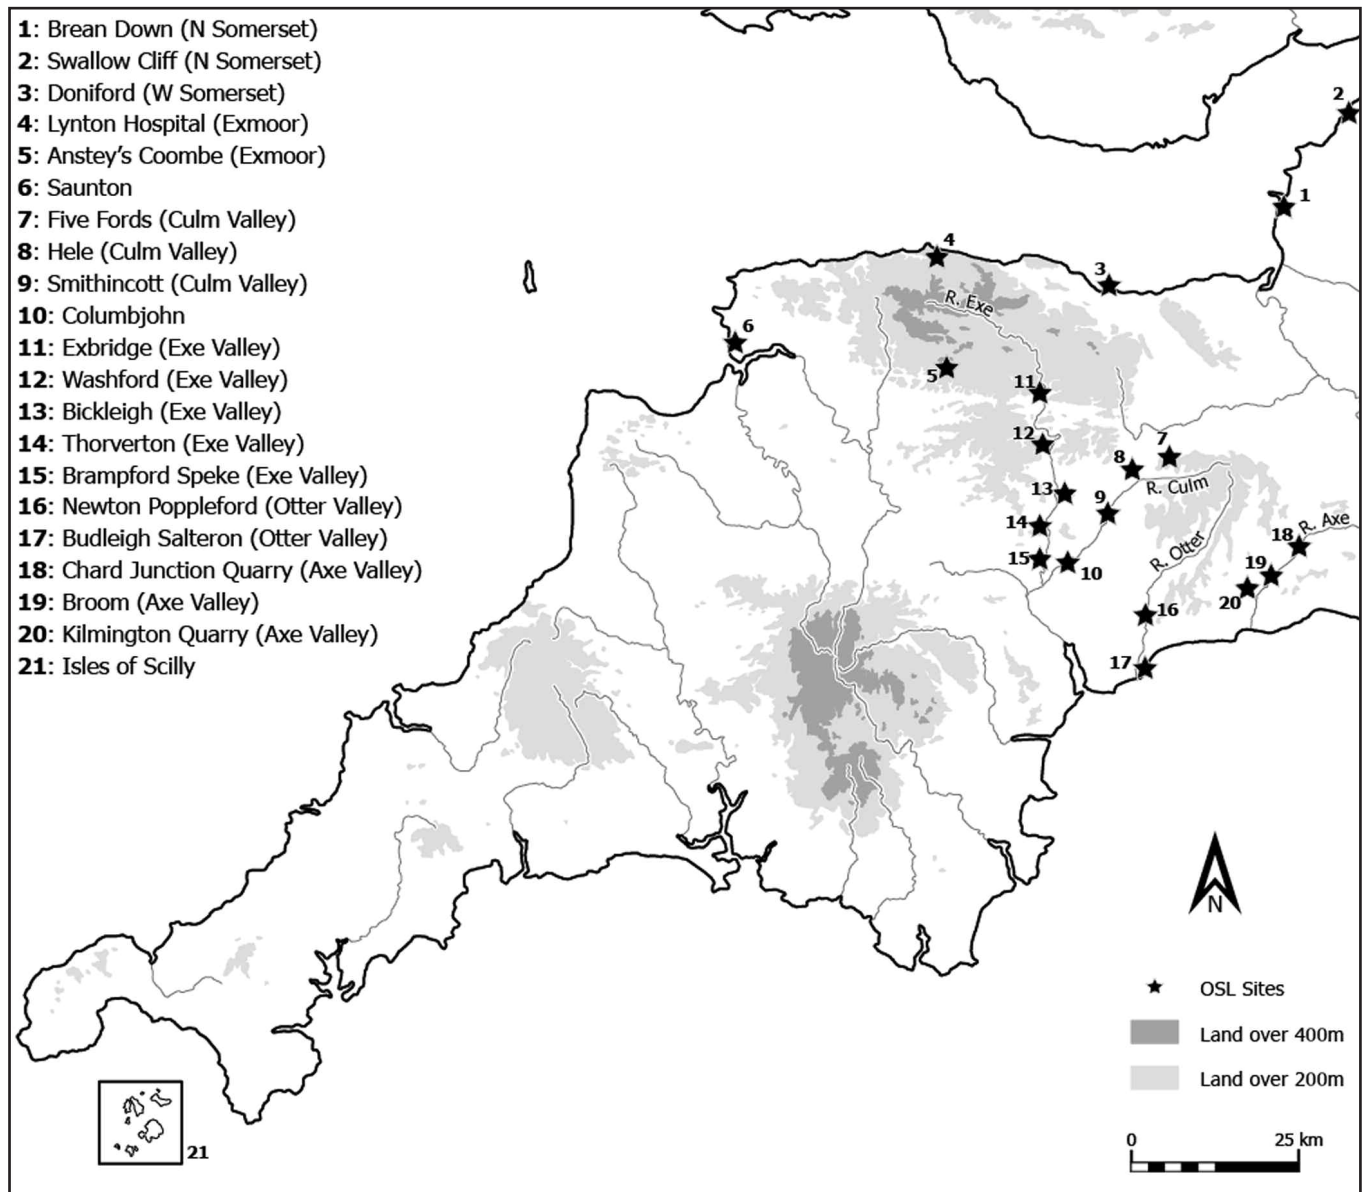 1: Brean Down (N Somerset)
2: Swallow Cliff (N Somerset)
3: Doniford (W Somerset)
4: Lynton Hospital (Exmoor)
5: Anstey’s Coombe (Exmoor)
6: Saunton
7: Five Fords (Culm Valley)
8: Hele (Culm Valley)
9: Smithincott (Culm Valley)
10: Columbjohn
11: Exbridge (Exe Valley)
12: Washford (Exe Valley)
13: Bickleigh (Exe Valley)
14: Thorverton (Exe Valley)
15: Brampford Speke (Exe Valley)
16: Newton Poppleford (Otter Valley)
17: Budleigh Salteron (Otter Valley)
18: Chard Junction Quarry (Axe Valley)
19: Broom (Axe Valley)
20: Kilmington Quarry (Axe Valley)
21: Isles of Scilly
2
1
4
3
R. Exe
6
5
11
12
7
8
R. Culm
13
9
14
R. Axe
18
R. Otter
15
10
19
20
16
17
N
OSL Sites
Land over 400m
Land over 200m
0 25 km
21